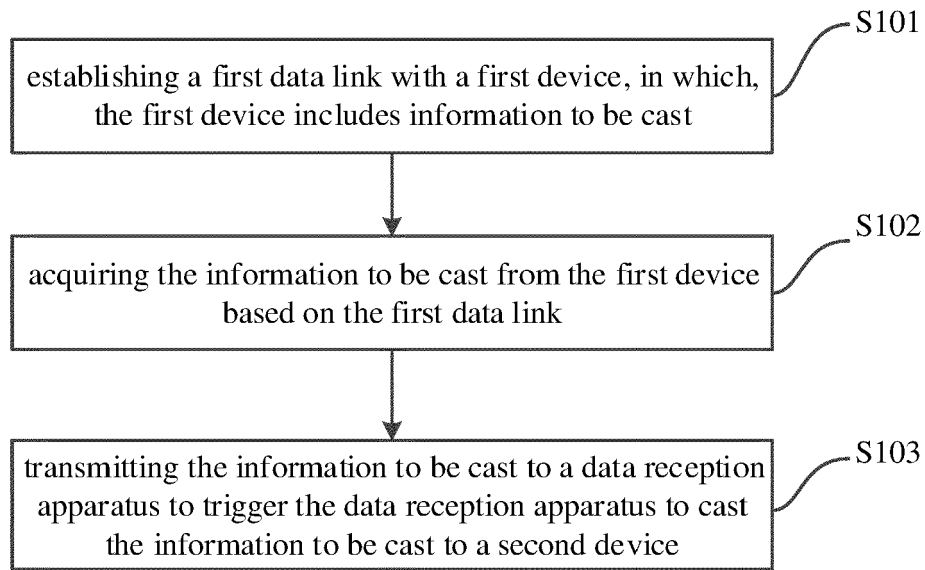 S101
establishing a first data link with a first device, in which,
the first device includes information to be cast
S102
acquiring the information to be cast from the first device
based on the first data link
S103
transmitting the information to be cast to a data reception
apparatus to trigger the data reception apparatus to cast
the information to be cast to a second device